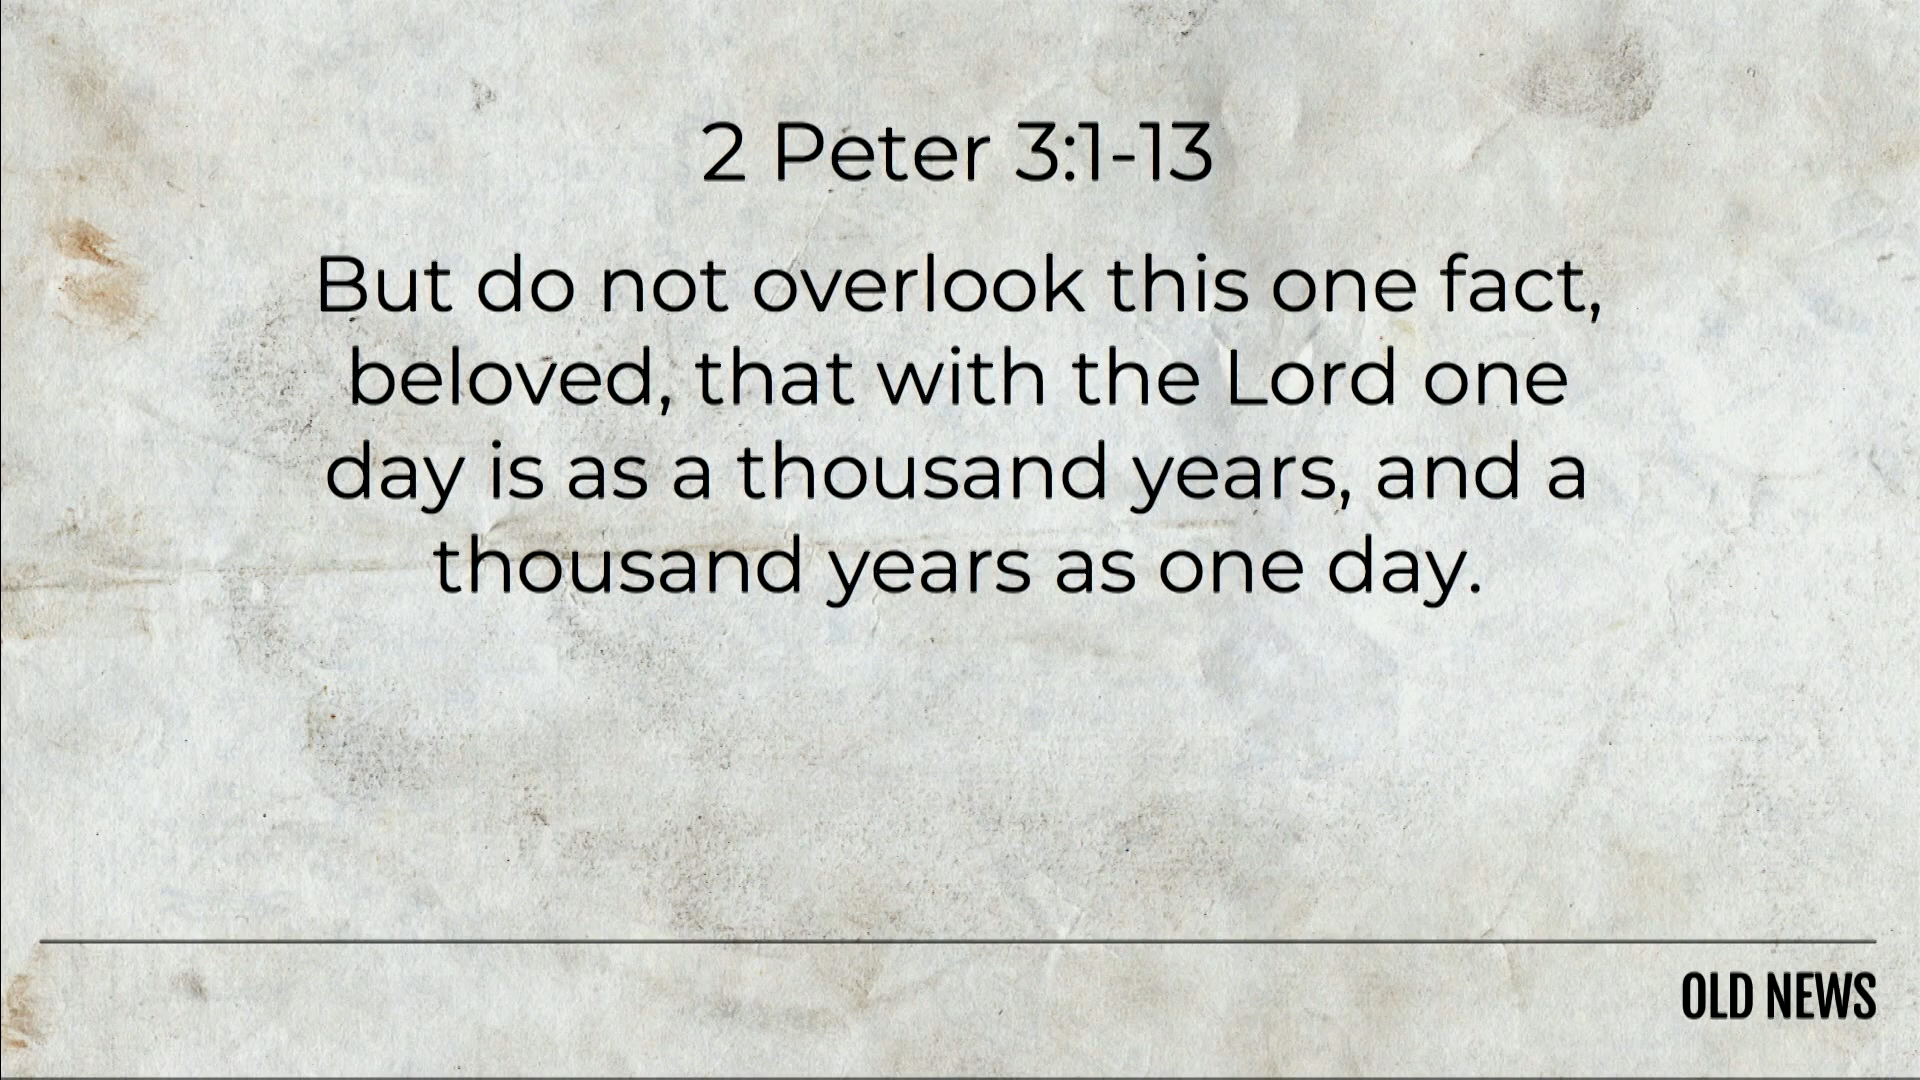 2 Peter 3:1-13
But do not overlook this one fact,
beloved, that with the Lord one
day is as a thousand years, and a
thousand years as one day.
OLD NEWS